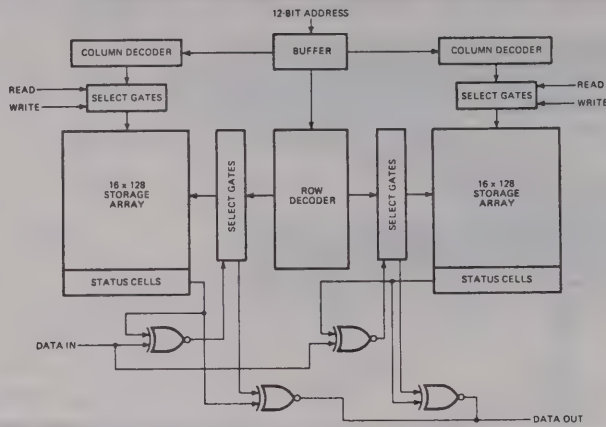 12-BIT ADDRESS
COLUMN DECODER
BUFFER
COLUMN DECODER
READ
WRITE
SELECT GATES
SELECT GATES
READ
WRITE
16 x 128
STORAGE
ARRAY
SELECT GATES
ROW
DECODER
SELECT GATES
16 x 128
STORAGE
ARRAY
STATUS CELLS
STATUS CELLS
DATA IN
DATA OUT